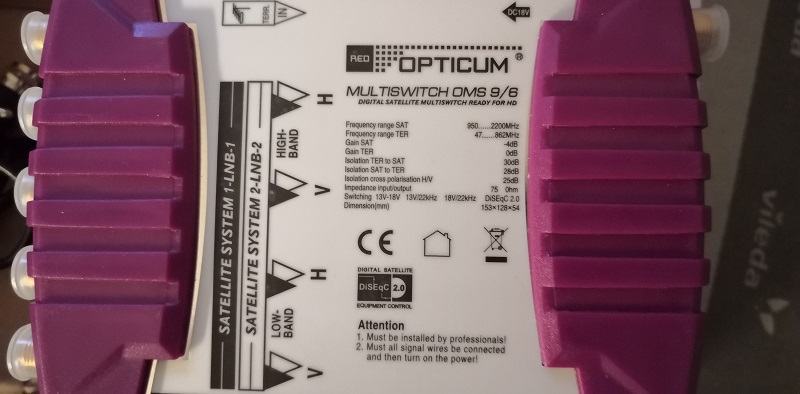 TERR.
IN
DC18V
RED OPTICUM®
MULTISWITCH OMS 9/6
DIGITAL SATELLITE MULTISWITCH READY FOR HD
Frequency range SAT 950......2200MHz
Frequency range TER 47......862MHz
Gain SAT -4dB
Gain TER 0dB
Isolation TER to SAT 30dB
Isolation SAT to TER 28dB
Isolation cross polarisation H/V 25dB
Impedance input/output 75 0hm
Switching 13V-18V 13V/22kHz 18V/22kHz DiSEqC 2.0
Dimension(mm) 153×128×54
CE
DIGITAL SATELLITE
DiSEqC 2.0
EQUIPMENT CONTROL
Attention
1. Must be installed by professionals!
2. Must all signal wires be connected
and then turn on the power!
SATELLITE SYSTEM 1-LNB-1
SATELLITE SYSTEM 2-LNB-2
H
HIGH-
BAND
V
H
LOW-
BAND
V
vileda